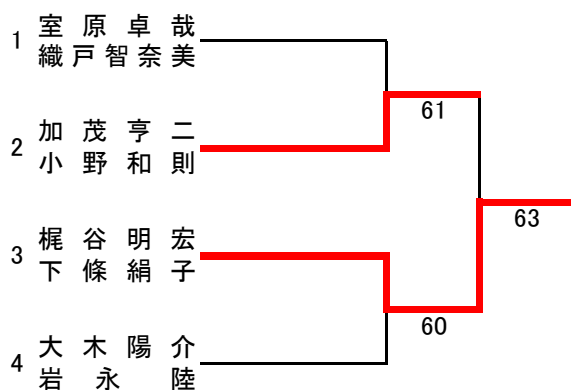 1 室原卓哉
織戸智奈美
61
2 加茂亨二
小野和則
63
3 梶谷明宏
下條絹子
60
4 大木陽介
岩永陸